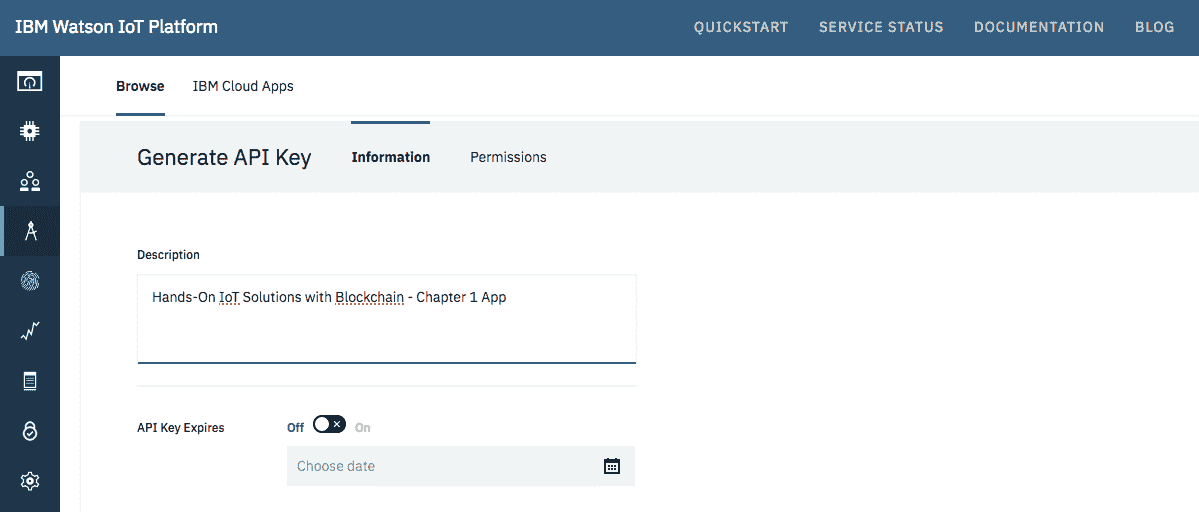 IBM Watson IoT Platform
QUICKSTART SERVICE STATUS DOCUMENTATION BLOG
Browse IBM Cloud Apps
Generate API Key Information Permissions
Description
Hands-On IoT Solutions with Blockchain - Chapter 1 App
API Key Expires Off On
Choose date